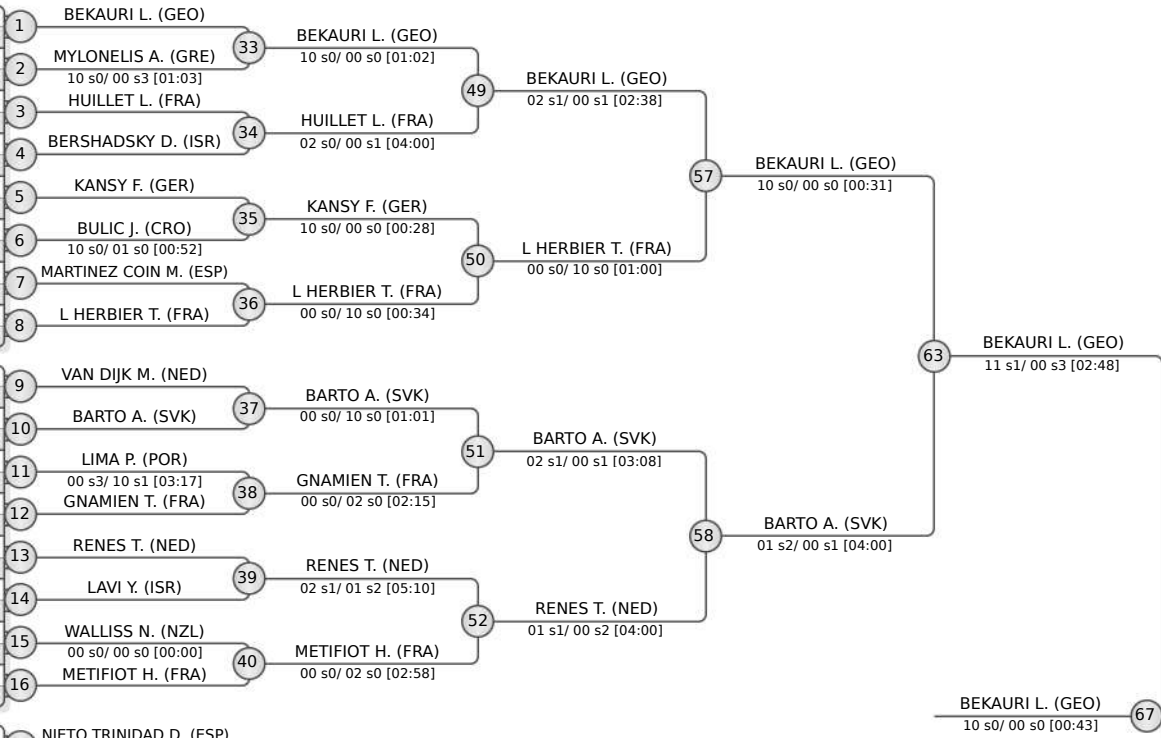 1
BEKAURI L. (GEO)
2
MYLONELIS A. (GRE)
10 s0/ 00 s3 [01:03]
3
HUILLET L. (FRA)
4
BERSHADSKY D. (ISR)
5
KANSY F. (GER)
6
BULIC J. (CRO)
10 s0/ 01 s0 [00:52]
7
MARTINEZ COIN M. (ESP)
8
L HERBIER T. (FRA)
9
VAN DIJK M. (NED)
10
BARTO A. (SVK)
11
LIMA P. (POR)
00 s3/ 10 s1 [03:17]
12
GNAMIEN T. (FRA)
13
RENES T. (NED)
14
LAVI Y. (ISR)
15
WALLISS N. (NZL)
00 s0/ 00 s0 [00:00]
16
METIFIOT H. (FRA)
NIETO TRINIDAD D. (ESP)
33
BEKAURI L. (GEO)
10 s0/ 00 s0 [01:02]
34
HUILLET L. (FRA)
02 s0/ 00 s1 [04:00]
35
KANSY F. (GER)
10 s0/ 00 s0 [00:28]
36
L HERBIER T. (FRA)
00 s0/ 10 s0 [00:34]
37
BARTO A. (SVK)
00 s0/ 10 s0 [01:01]
38
GNAMIEN T. (FRA)
00 s0/ 02 s0 [02:15]
39
RENES T. (NED)
02 s1/ 01 s2 [05:10]
40
METIFIOT H. (FRA)
00 s0/ 02 s0 [02:58]
49
BEKAURI L. (GEO)
02 s1/ 00 s1 [02:38]
50
L HERBIER T. (FRA)
00 s0/ 10 s0 [01:00]
51
BARTO A. (SVK)
02 s1/ 00 s1 [03:08]
52
RENES T. (NED)
01 s1/ 00 s2 [04:00]
57
BEKAURI L. (GEO)
10 s0/ 00 s0 [00:31]
58
BARTO A. (SVK)
01 s2/ 00 s1 [04:00]
63
BEKAURI L. (GEO)
11 s1/ 00 s3 [02:48]
BEKAURI L. (GEO)
10 s0/ 00 s0 [00:43]
67